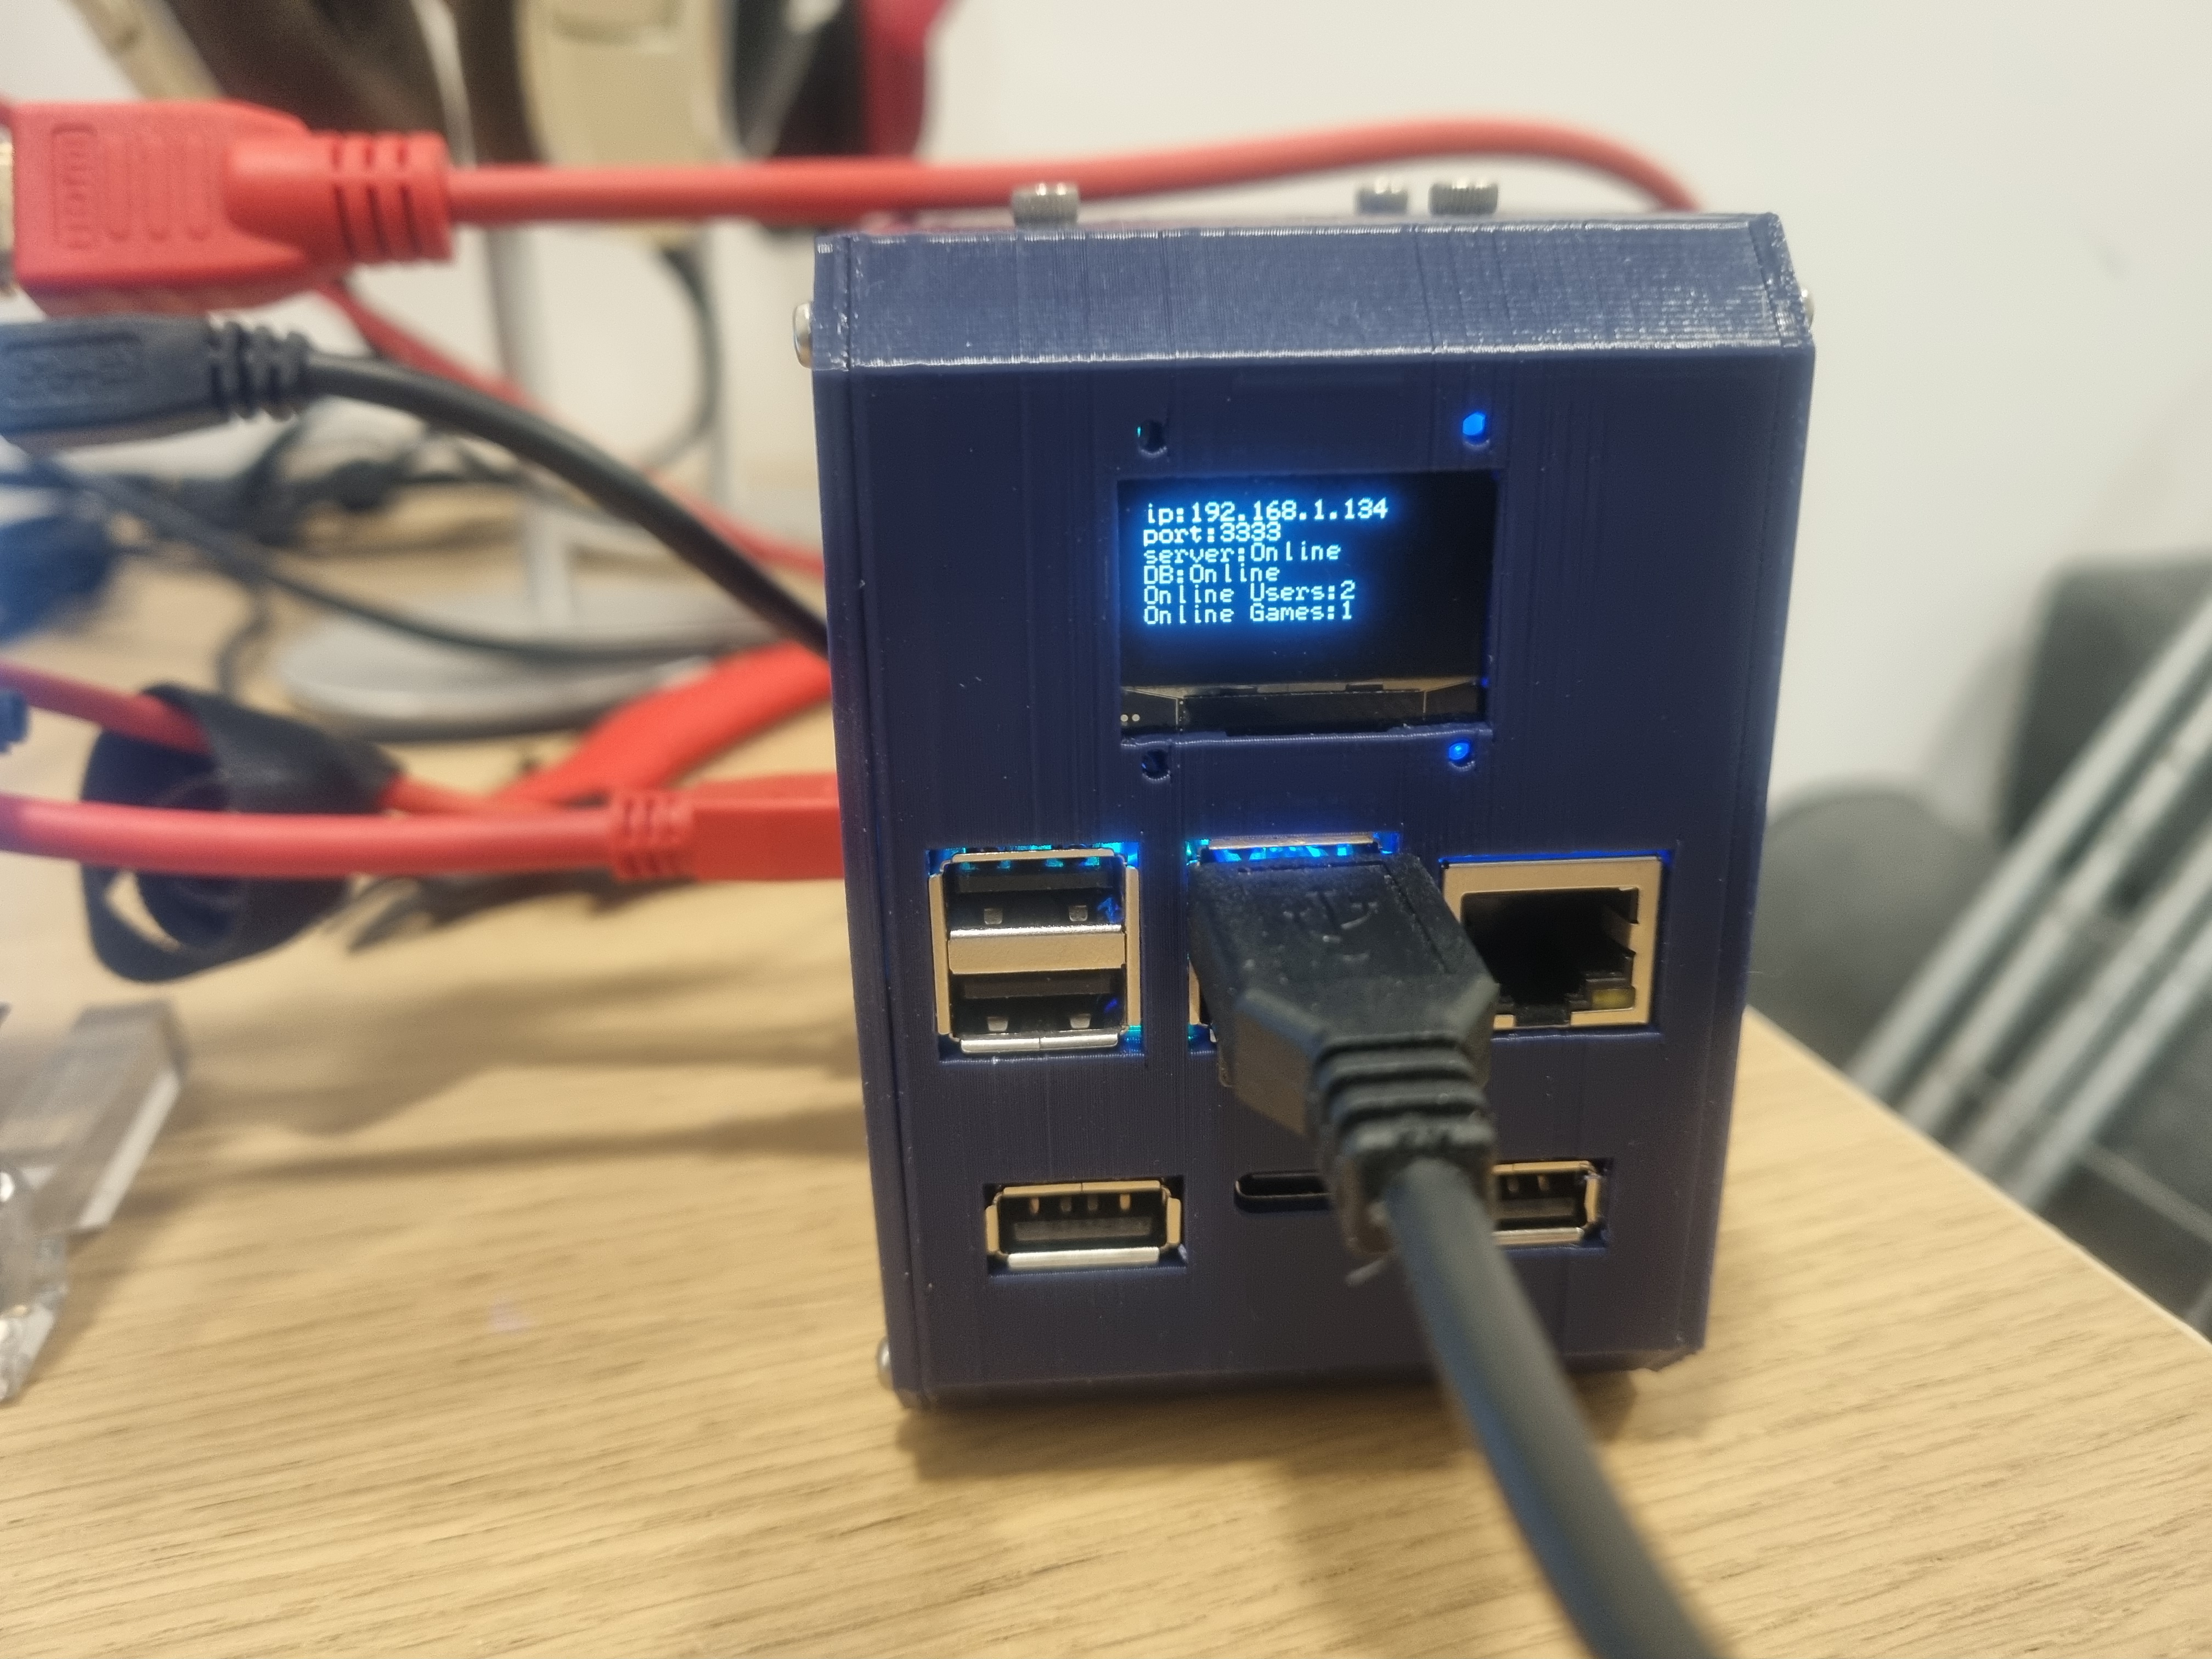 ip:192.168.1.134
port:3333
server:Online
DB:Online
Online Users:2
Online Games:1